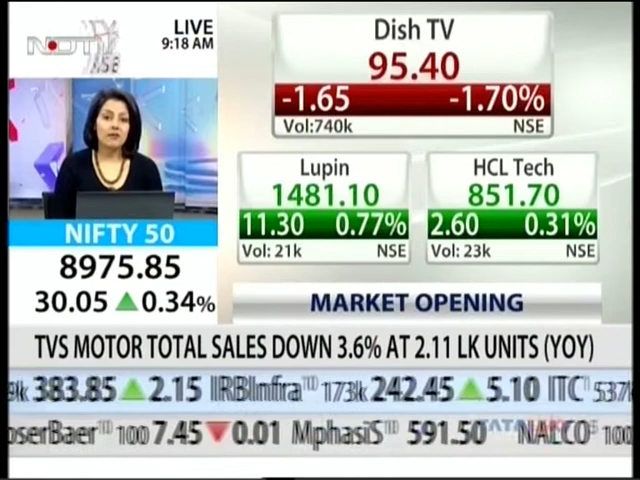 NDTV
LIVE
9:18 AM
Dish TV
95.40
-1.65 -1.70%
Vol:740k NSE
Lupin
1481.10
11.30 0.77%
Vol: 21k NSE
HCL Tech
851.70
2.60 0.31%
Vol: 23k NSE
NIFTY 50
8975.85
30.05 ▲ 0.34%
MARKET OPENING
TVS MOTOR TOTAL SALES DOWN 3.6% AT 2.11 LK UNITS (YOY)
383.85 ▲ 2.15 IRBInfra 173k 242.45 ▲ 5.10 ITC 537k
oserBaer 100 7.45 ▼ 0.01 MphasiS 591.50 NALCO 100